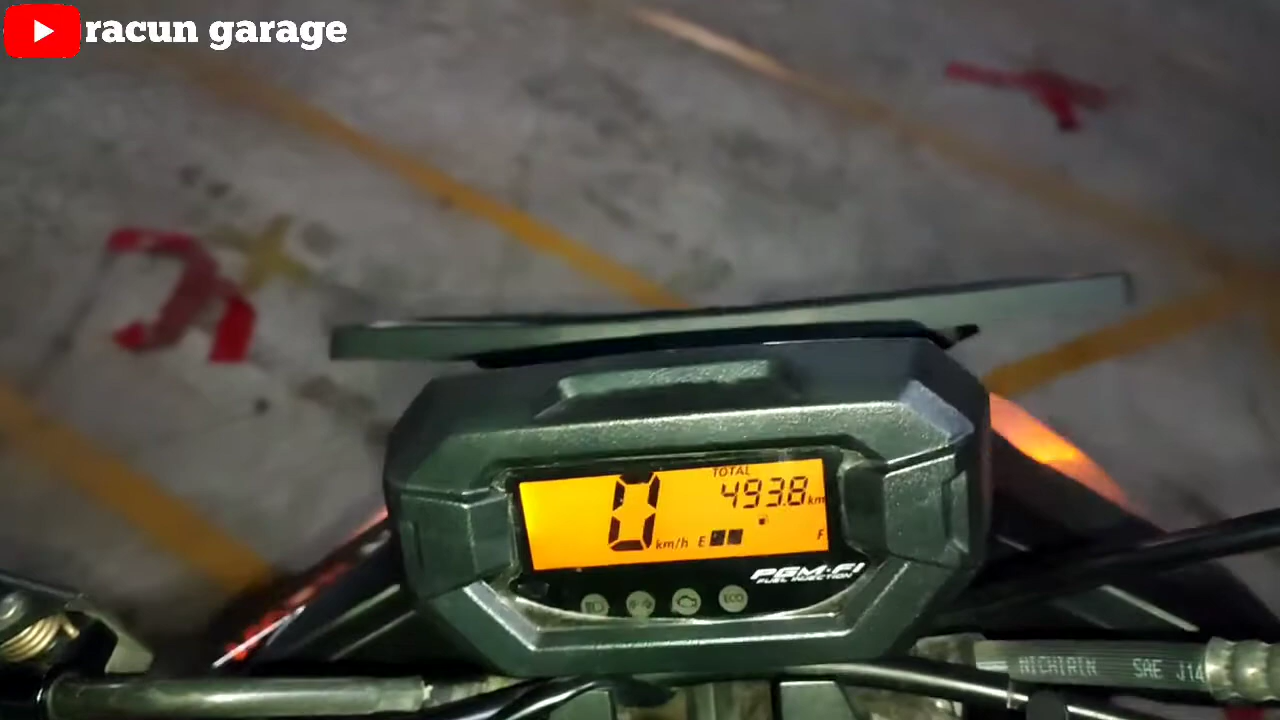 racun garage
TOTAL
493.8 km
0 km/h
E F
PGM-FI
FUEL INJECTION
ECO
NICHIRIN SAE J14